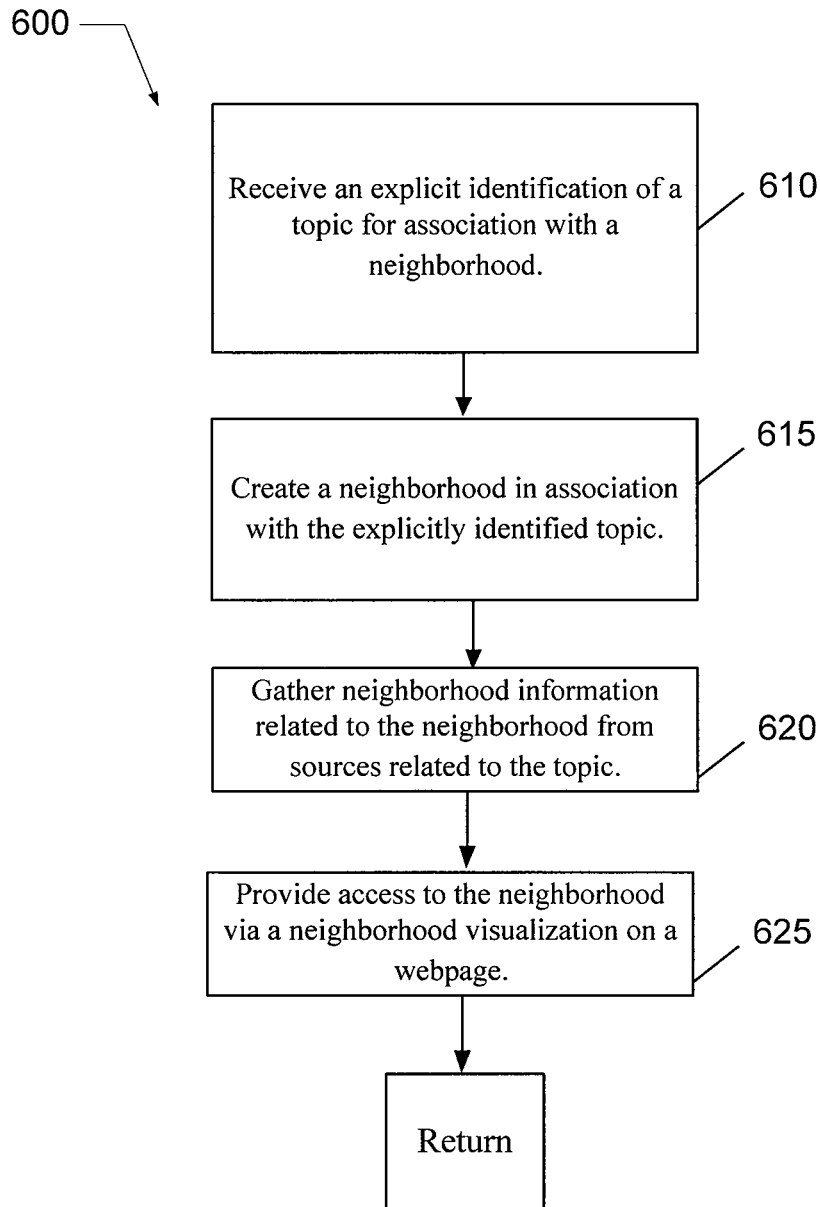 600
Receive an explicit identification of a
topic for association with a
neighborhood.
610
Create a neighborhood in association
with the explicitly identified topic.
615
Gather neighborhood information
related to the neighborhood from
sources related to the topic.
620
Provide access to the neighborhood
via a neighborhood visualization on a
webpage.
625
Return